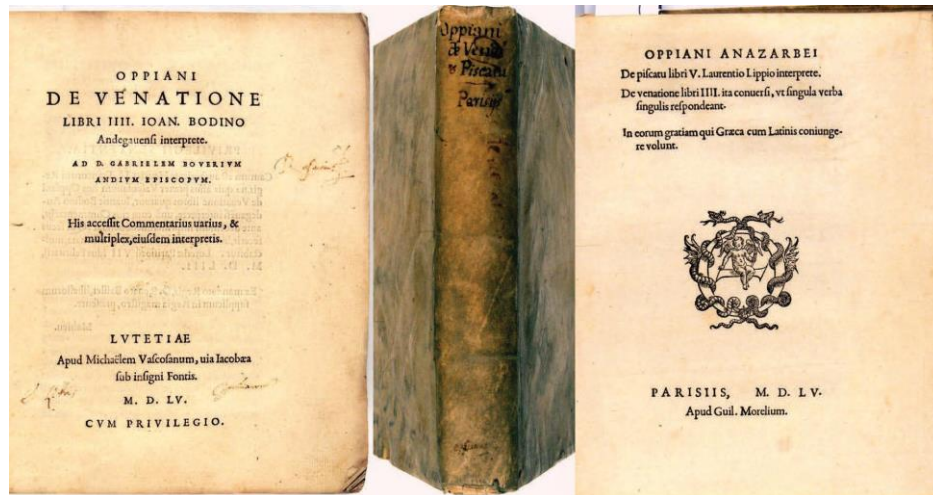 OPPIANI
DE VENATIONE
LIBRI IIII. IOAN. BODINO
Andegauensi interprete.
AD D. GABRIELEM BOVERIVM
ANDIVM EPISCOPVM.
His accessit Commentarius uarius, &
multiplex, eiusdem interpretis.
LVTETIAE
Apud Michaëlem Vascosanum, uia Iacobæa
sub insigni Fontis.
M. D. LV.
CVM PRIVILEGIO.
Oppiani
de Venat
& Piscatu
Parisijs
OPPIANI ANAZARBEI
De piscatu libri V. Laurentio Lippio interprete.
De venatione libri IIII. ita conuersi, vt singula verba
singulis respondeant.
In eorum gratiam qui Græca cum Latinis coniunge-
re volunt.
PARISIIS, M. D. LV.
Apud Guil. Morelium.